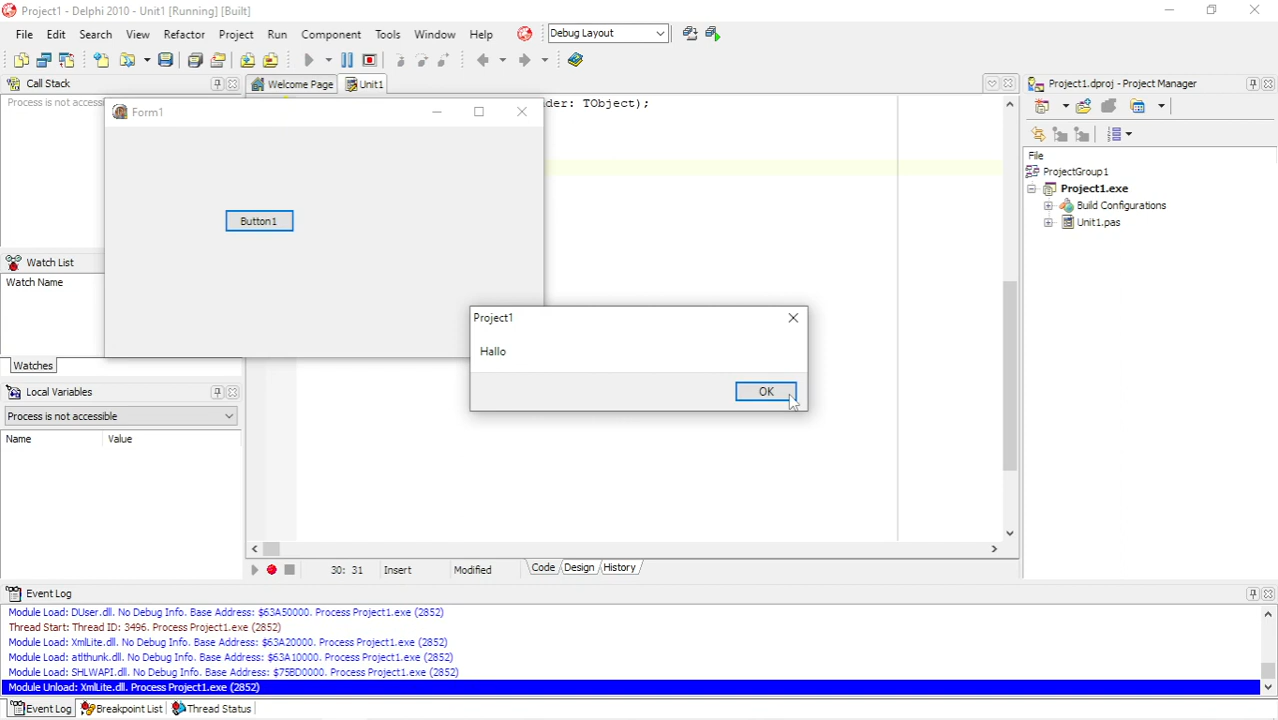 Project1 - Delphi 2010 - Unit1 [Running] [Built]
File Edit Search View Refactor Project Run Component Tools Window Help Debug Layout
Call Stack
Welcome Page Unit1
Project1.dproj - Project Manager
TObject);
Form1
File
ProjectGroup1
Project1.exe
Build Configurations
Unit1.pas
Button1
Watch List
Watch Name
Watches
Project1
Hallo
OK
Local Variables
Process is not accessible
Name Value
30: 31 Insert Modified Code Design History
Event Log
Module Load: DUser.dll. No Debug Info. Base Address: $63A50000. Process Project1.exe (2852)
Thread Start: Thread ID: 3496. Process Project1.exe (2852)
Module Load: XmlLite.dll. No Debug Info. Base Address: $63A20000. Process Project1.exe (2852)
Module Load: atlthunk.dll. No Debug Info. Base Address: $63A10000. Process Project1.exe (2852)
Module Load: SHLWAPI.dll. No Debug Info. Base Address: $75BD0000. Process Project1.exe (2852)
Module Unload: XmlLite.dll. Process Project1.exe (2852)
Event Log Breakpoint List Thread Status